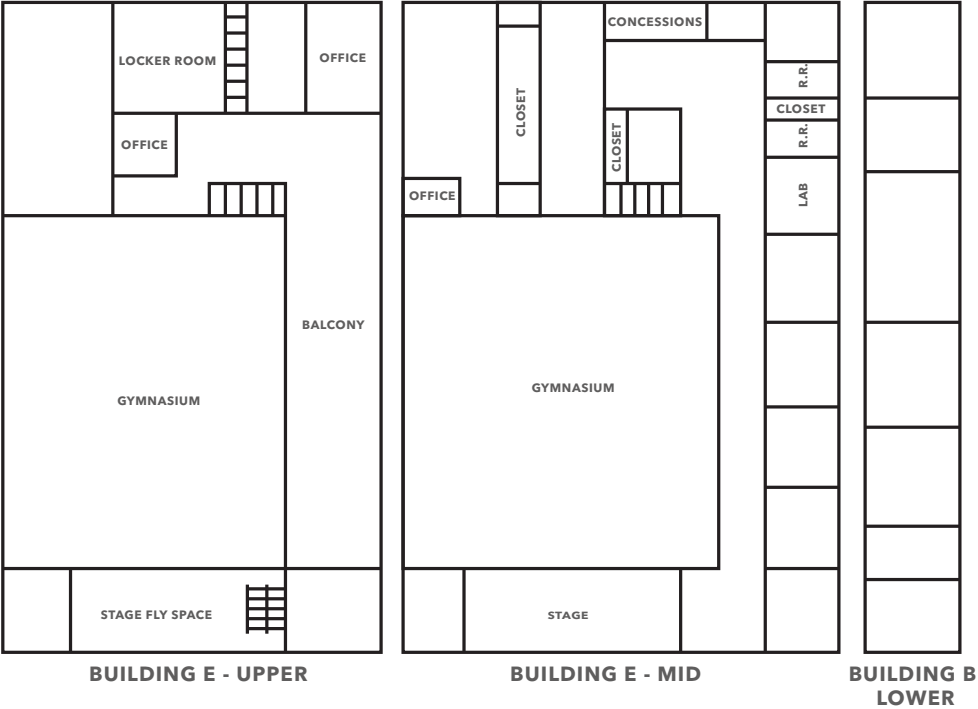 LOCKER ROOM
OFFICE
OFFICE
BALCONY
GYMNASIUM
STAGE FLY SPACE
BUILDING E - UPPER
CONCESSIONS
CLOSET
R.R.
CLOSET
R.R.
CLOSET
LAB
OFFICE
GYMNASIUM
STAGE
BUILDING E - MID
BUILDING B
LOWER